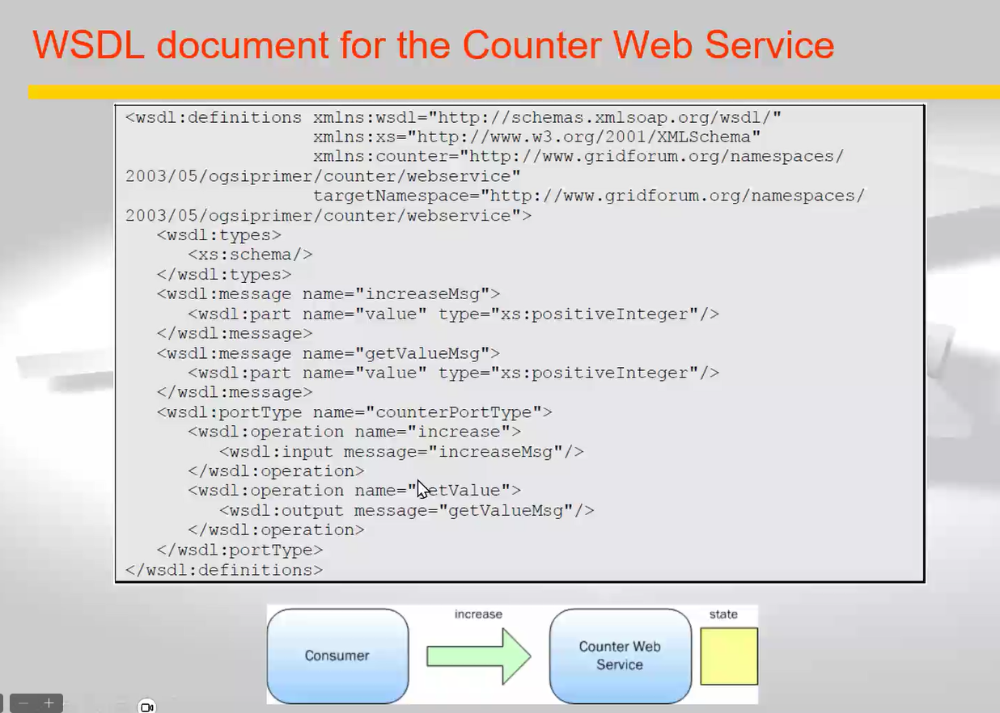 WSDL document for the Counter Web Service
<wsdl:definitions xmlns:wsdl="http://schemas.xmlsoap.org/wsdl/"
xmlns:xs="http://www.w3.org/2001/XMLSchema"
xmlns:counter="http://www.gridforum.org/namespaces/
2003/05/ogsiprimer/counter/webservice"
targetNamespace="http://www.gridforum.org/namespaces/
2003/05/ogsiprimer/counter/webservice">
<wsdl:types>
<xs:schema/>
</wsdl:types>
<wsdl:message name="increaseMsg">
<wsdl:part name="value" type="xs:positiveInteger"/>
</wsdl:message>
<wsdl:message name="getValueMsg">
<wsdl:part name="value" type="xs:positiveInteger"/>
</wsdl:message>
<wsdl:portType name="counterPortType">
<wsdl:operation name="increase">
<wsdl:input message="increaseMsg"/>
</wsdl:operation>
<wsdl:operation name="getValue">
<wsdl:output message="getValueMsg"/>
</wsdl:operation>
</wsdl:portType>
</wsdl:definitions>
increase
state
Consumer
Counter Web
Service